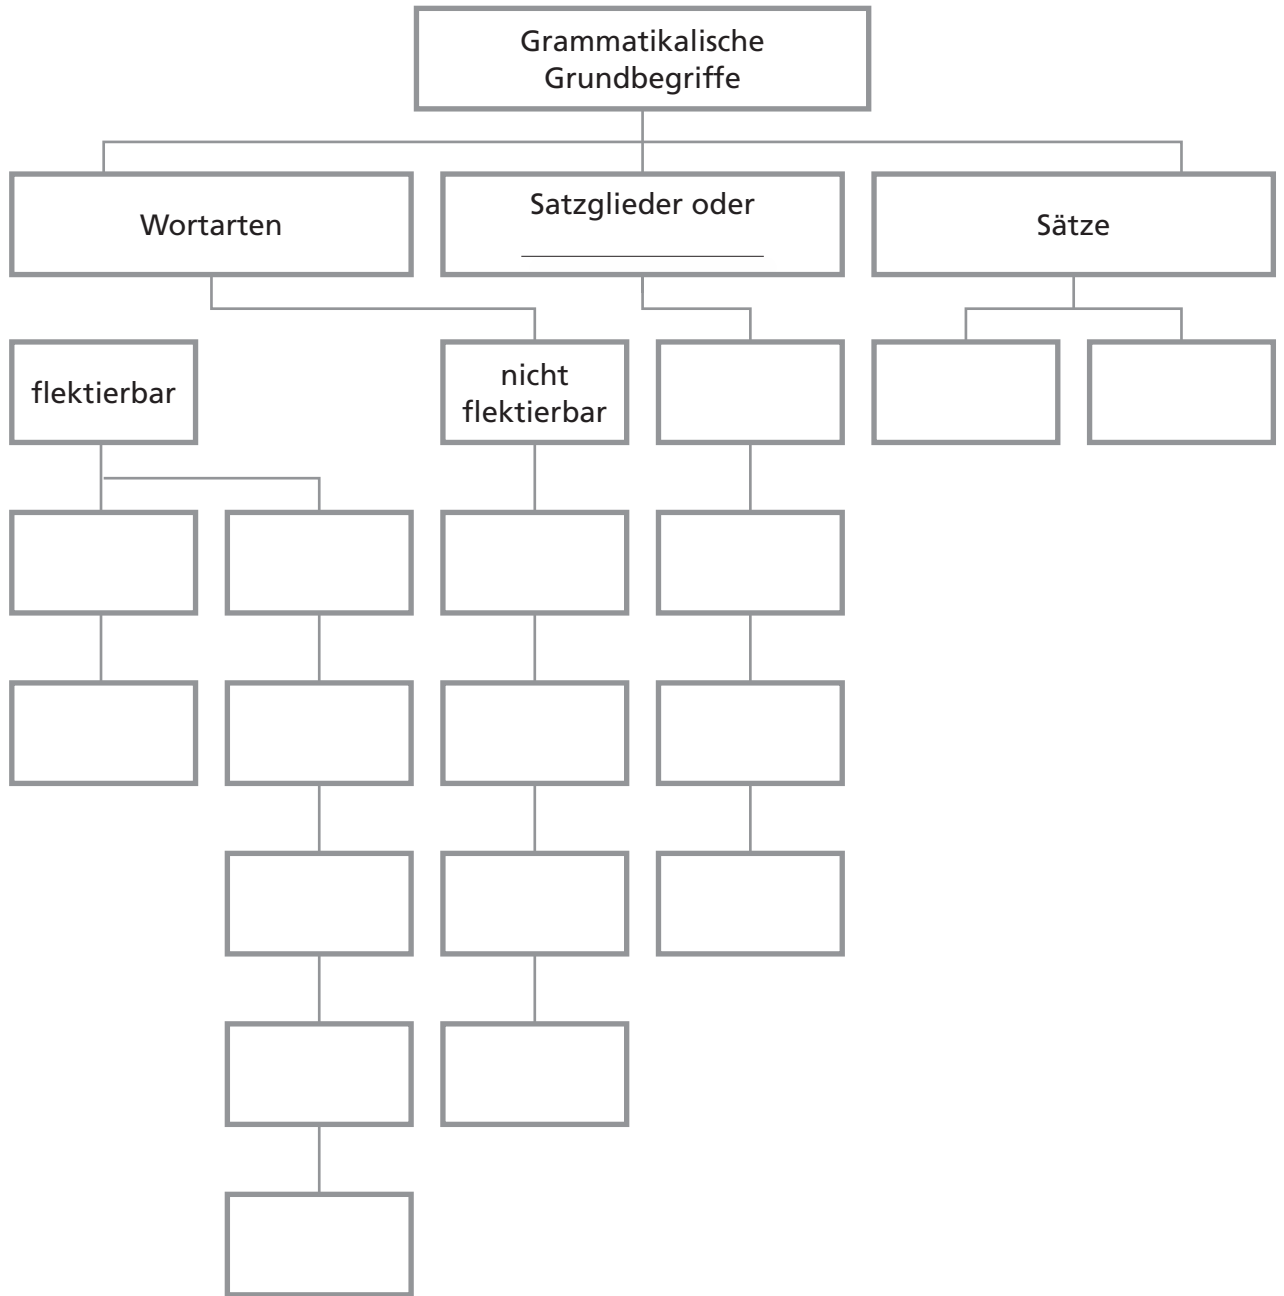 Grammatikalische
Grundbegriffe
Wortarten
Satzglieder oder
Sätze
flektierbar
nicht
flektierbar